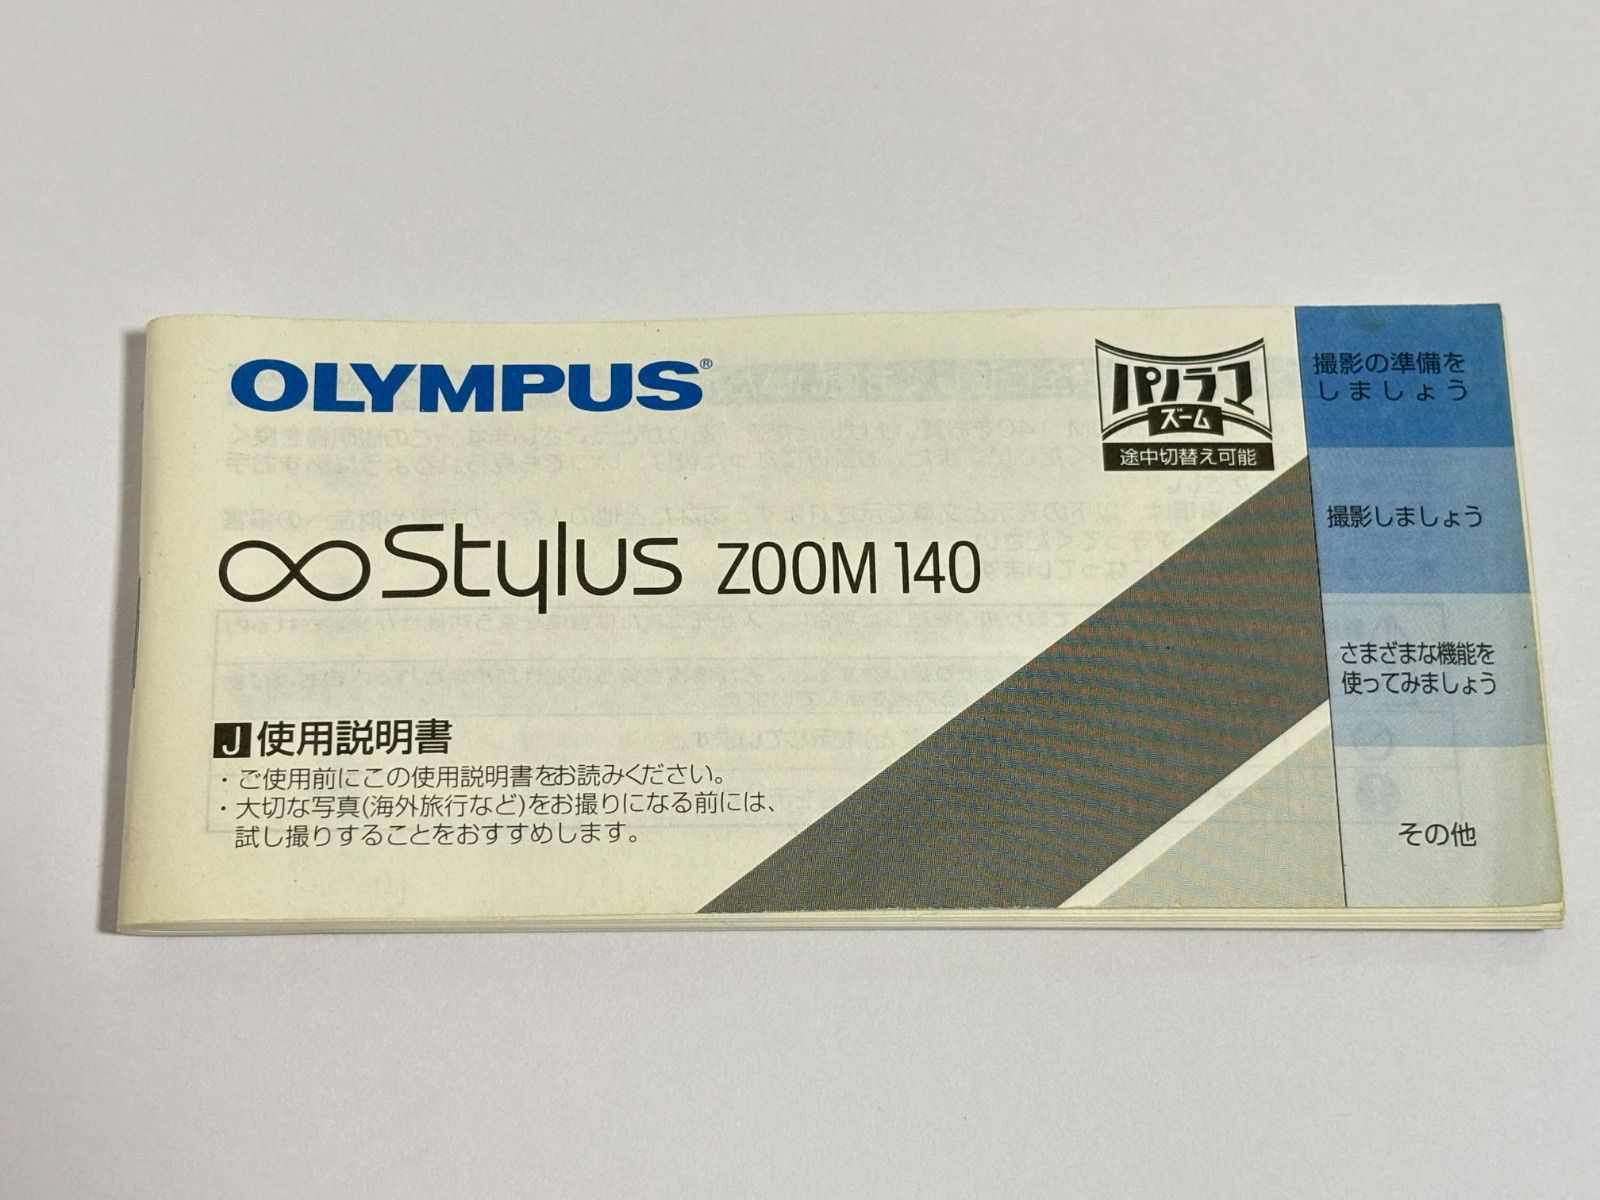 OLYMPUS®
パノラマ
ズーム
途中切替え可能
∞Stylus ZOOM 140
J 使用説明書
・ご使用前にこの使用説明書をお読みください。
・大切な写真(海外旅行など)をお撮りになる前には、
試し撮りすることをおすすめします。
撮影の準備を
しましょう
撮影しましょう
さまざまな機能を
使ってみましょう
その他